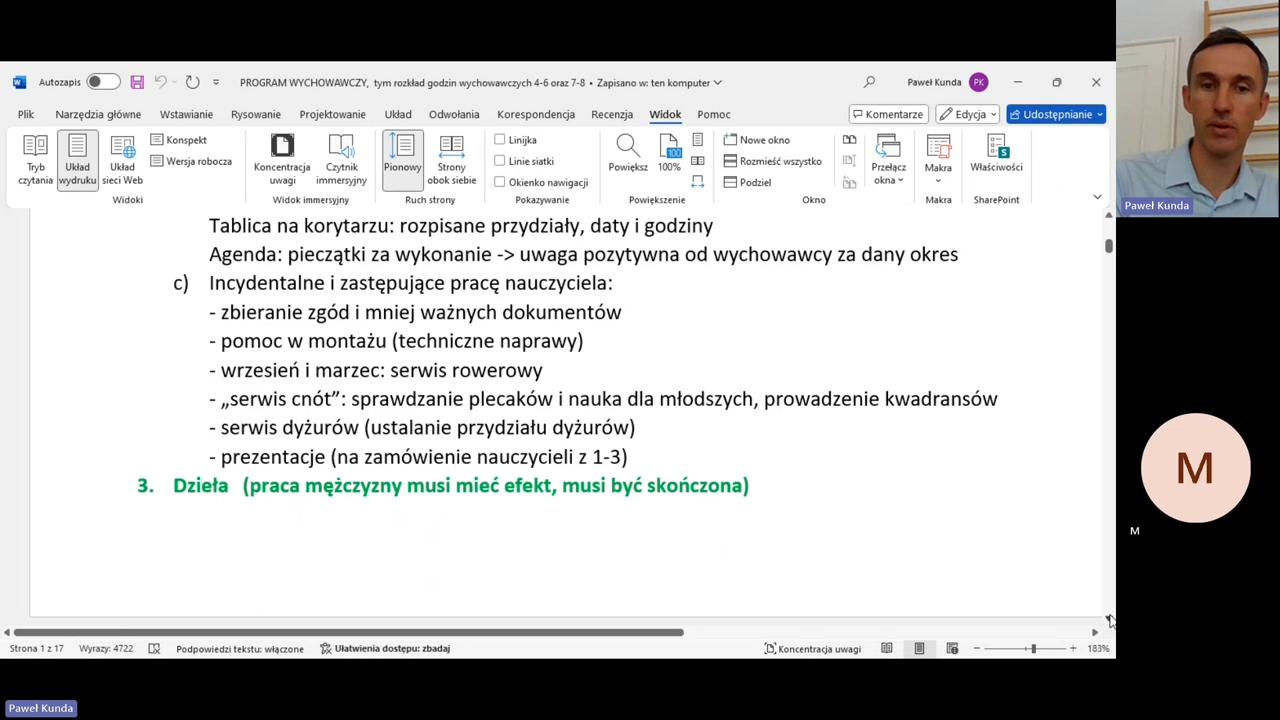 Autozapis
PROGRAM WYCHOWAWCZY, tym rozkład godzin wychowawczych 4-6 oraz 7-8 • Zapisano w: ten komputer
Paweł Kunda
PK
Plik Narzędzia główne Wstawianie Rysowanie Projektowanie Układ Odwołania Korespondencja Recenzja Widok Pomoc
Komentarze Edycja Udostępnianie
Tryb czytania
Układ wydruku
Układ sieci Web
Konspekt
Wersja robocza
Widoki
Koncentracja uwagi
Czytnik immersyjny
Widok immersyjny
Pionowy
Strony obok siebie
Ruch strony
Linijka
Linie siatki
Okienko nawigacji
Pokazywanie
Powiększ
100
100%
Powiększenie
Nowe okno
Rozmieść wszystko
Podziel
Przełącz okna
Okno
Makra
Makra
Właściwości
SharePoint
Tablica na korytarzu: rozpisane przydziały, daty i godziny
Agenda: pieczątki za wykonanie -> uwaga pozytywna od wychowawcy za dany okres
c) Incydentalne i zastępujące pracę nauczyciela:
- zbieranie zgód i mniej ważnych dokumentów
- pomoc w montażu (techniczne naprawy)
- wrzesień i marzec: serwis rowerowy
- „serwis cnót”: sprawdzanie plecaków i nauka dla młodszych, prowadzenie kwadransów
- serwis dyżurów (ustalanie przydziału dyżurów)
- prezentacje (na zamówienie nauczycieli z 1-3)
3. Dzieła (praca mężczyzny musi mieć efekt, musi być skończona)
Strona 1 z 17 Wyrazy: 4722 Podpowiedzi tekstu: włączone Ułatwienia dostępu: zbadaj Koncentracja uwagi 183%
Paweł Kunda
M
M
Paweł Kunda